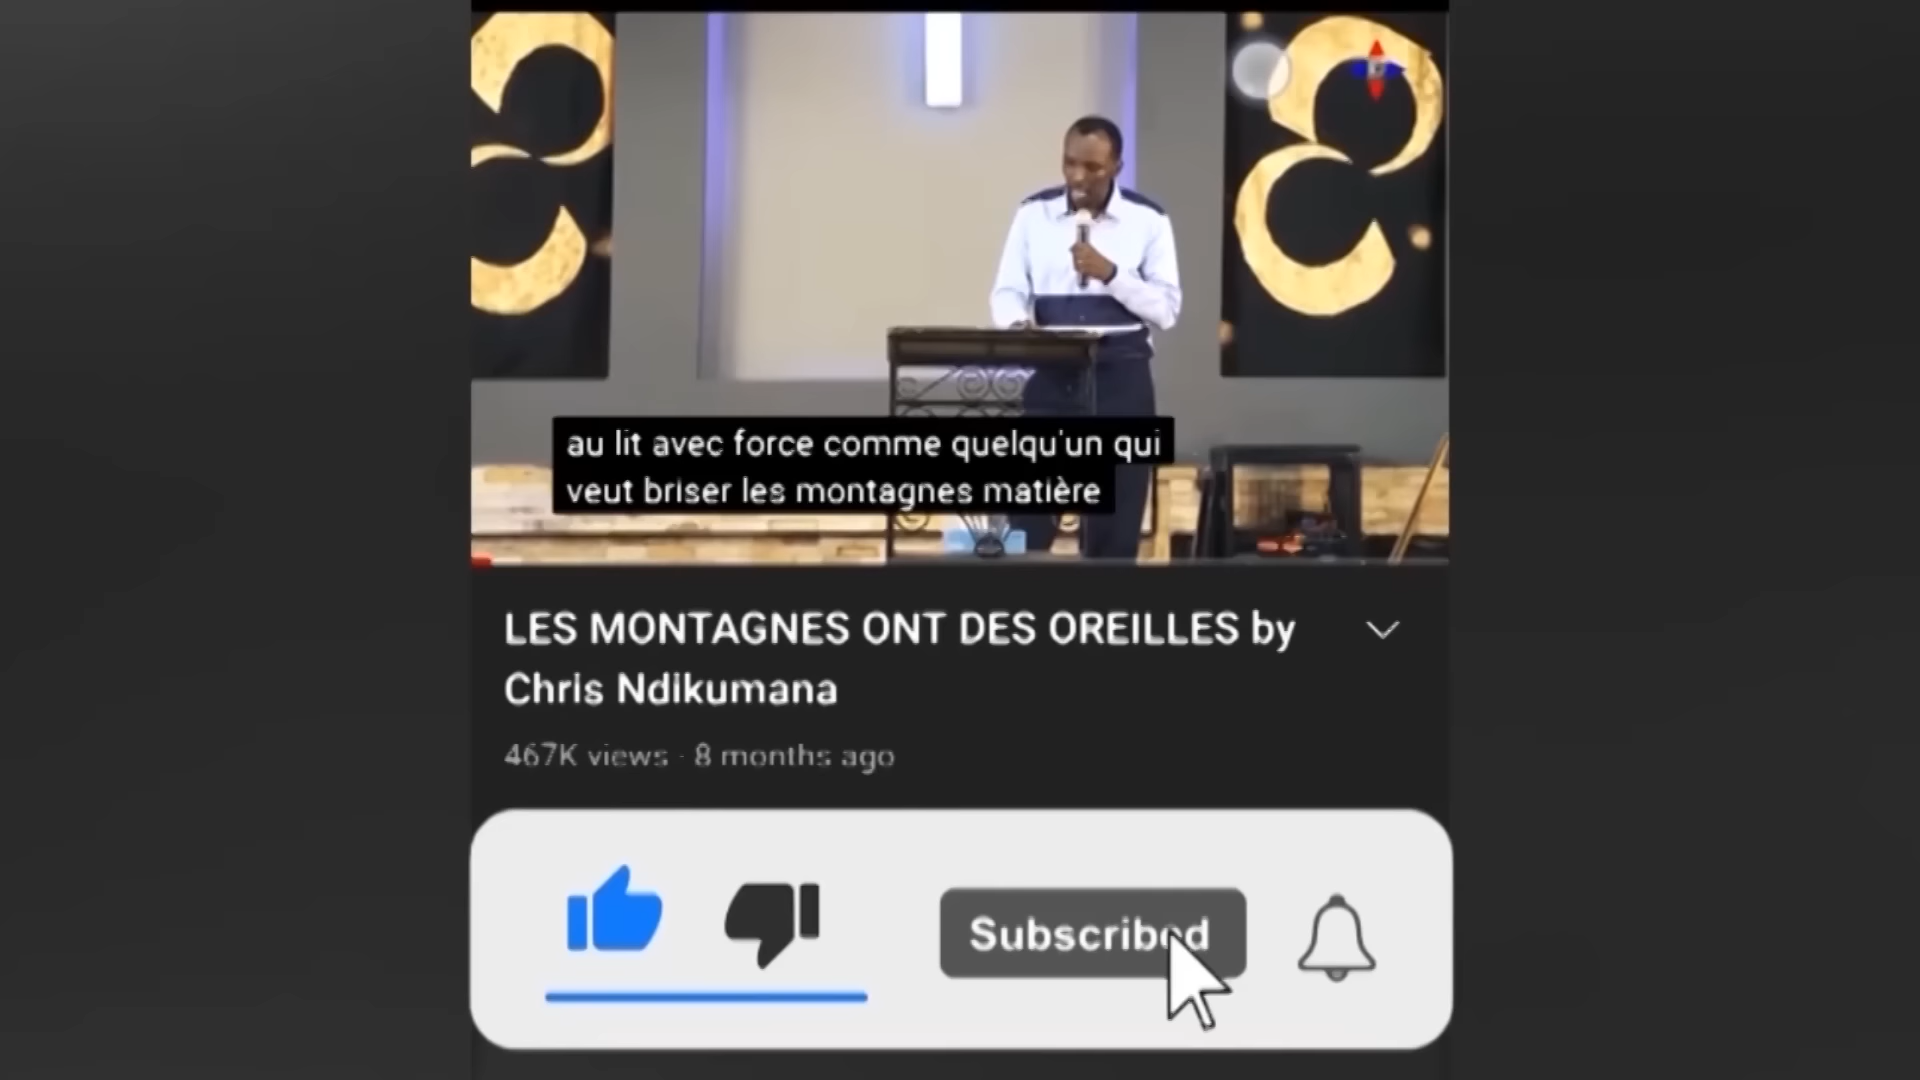 au lit avec force comme quelqu'un qui
veut briser les montagnes matière
LES MONTAGNES ONT DES OREILLES by
Chris Ndikumana
467K views · 8 months ago
Subscribed